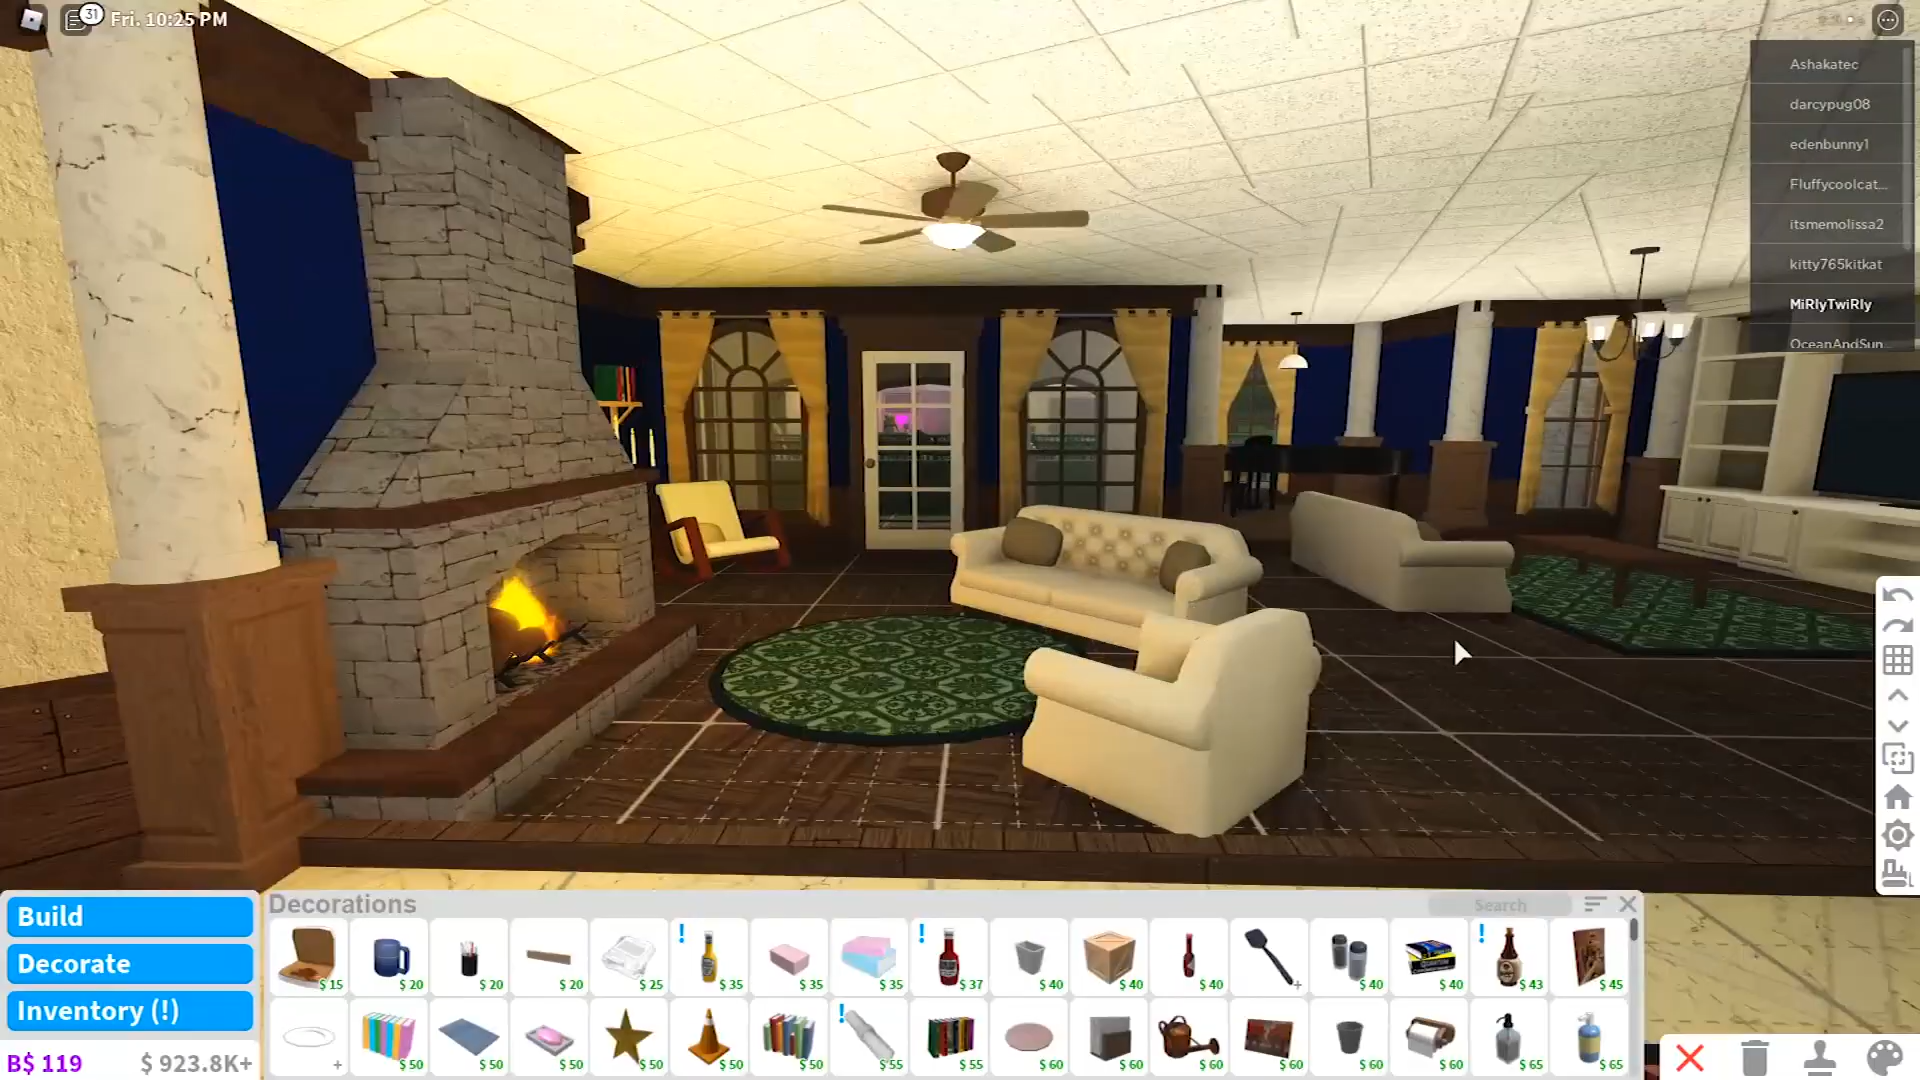 31
Fri. 10:25 PM
Ashakatec
darcypug08
edenbunny1
Fluffycoolcat...
itsmemolissa2
kitty765kitkat
MiRlyTwiRly
OceanAndSun...
Build
Decorate
Inventory (!)
B$ 119
$ 923.8K+
Decorations
Search
$ 15
$ 20
$ 20
$ 20
$ 25
! $ 35
$ 35
$ 35
! $ 37
$ 40
$ 40
$ 40
+
$ 40
$ 40
! $ 43
$ 45
+
$ 50
$ 50
$ 50
$ 50
$ 50
$ 50
! $ 55
$ 55
$ 60
$ 60
$ 60
$ 60
$ 60
$ 60
$ 65
$ 65